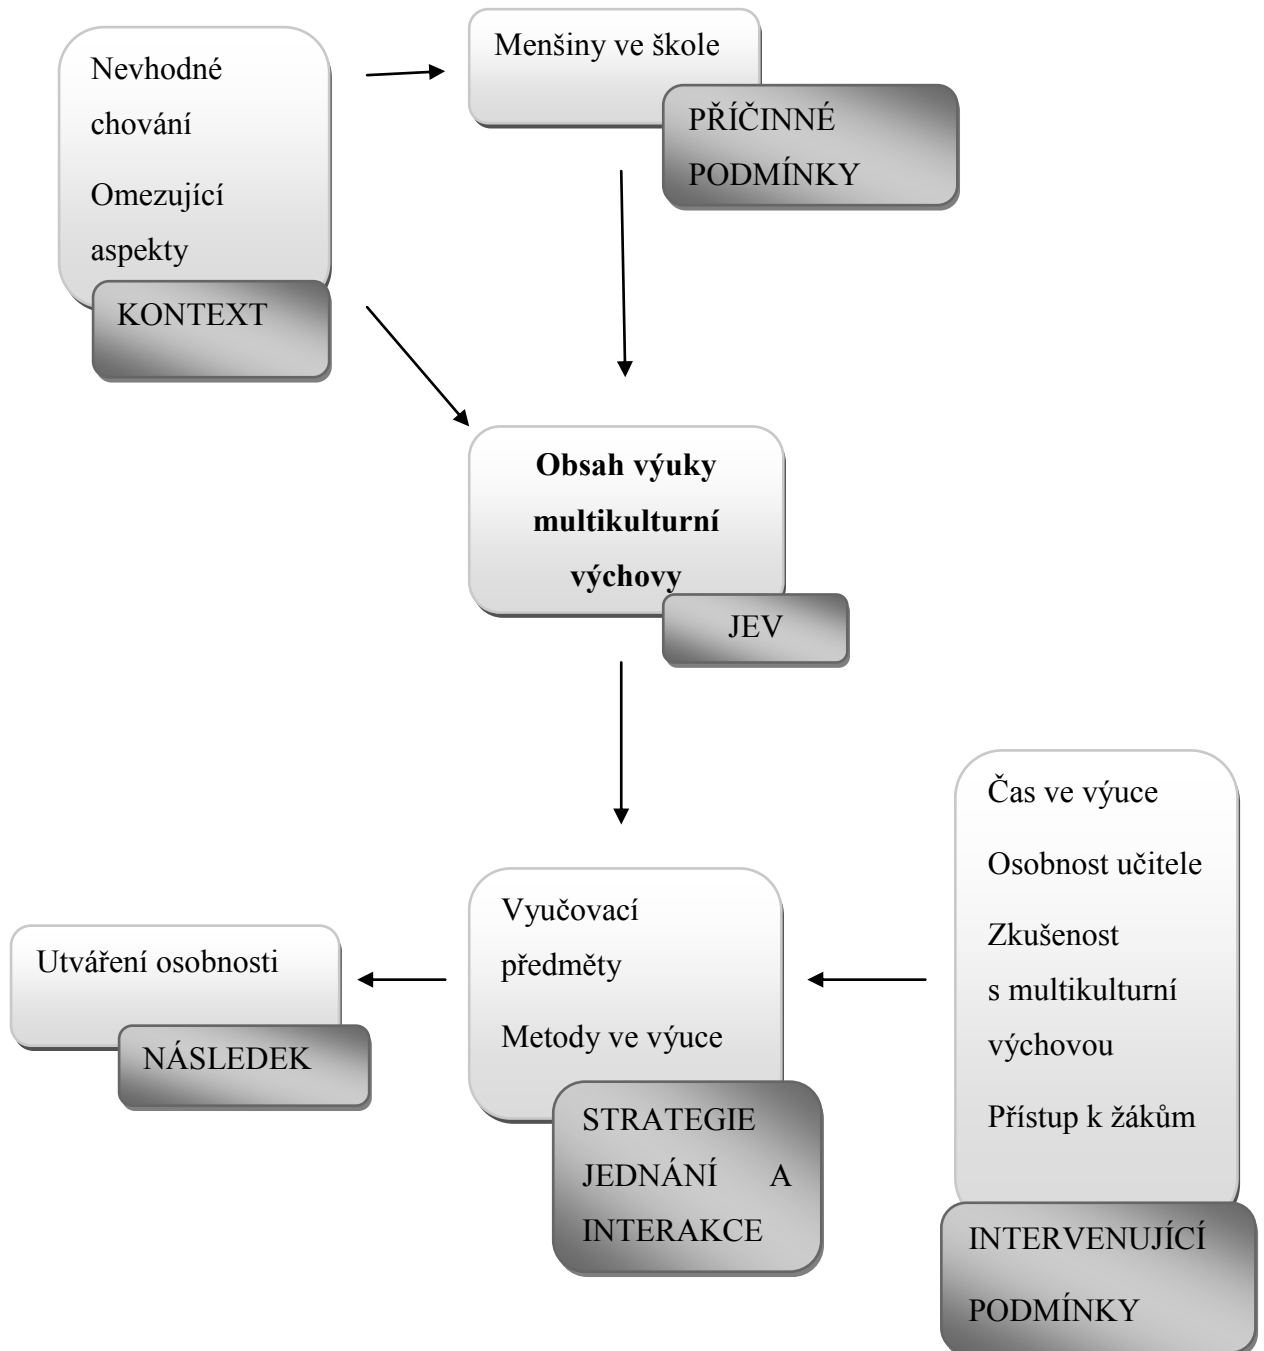 Nevhodné
chování
Omezující
aspekty
KONTEXT
Menšiny ve škole
PŘÍČINNÉ
PODMÍNKY
Obsah výuky
multikulturní
výchovy
JEV
Čas ve výuce
Osobnost učitele
Zkušenost
s multikulturní
výchovou
Přístup k žákům
INTERVENUJÍCÍ
PODMÍNKY
Vyučovací
předměty
Metody ve výuce
STRATEGIE
JEDNÁNÍ A
INTERAKCE
Utváření osobnosti
NÁSLEDEK